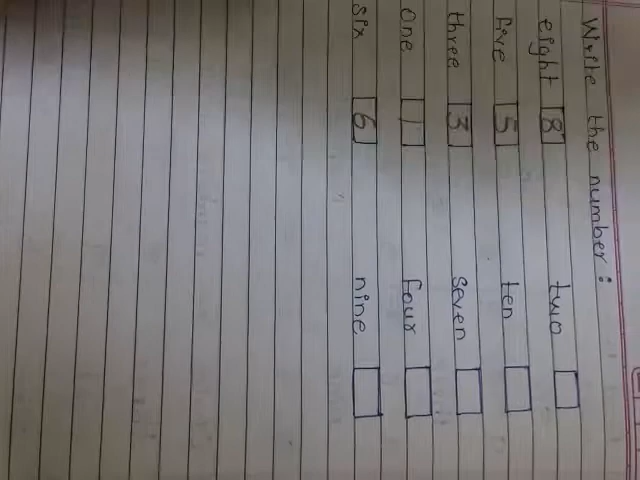 Write the number:
eight 8 two
five 5 ten
three 3 seven
one 1 four
six 6 nine